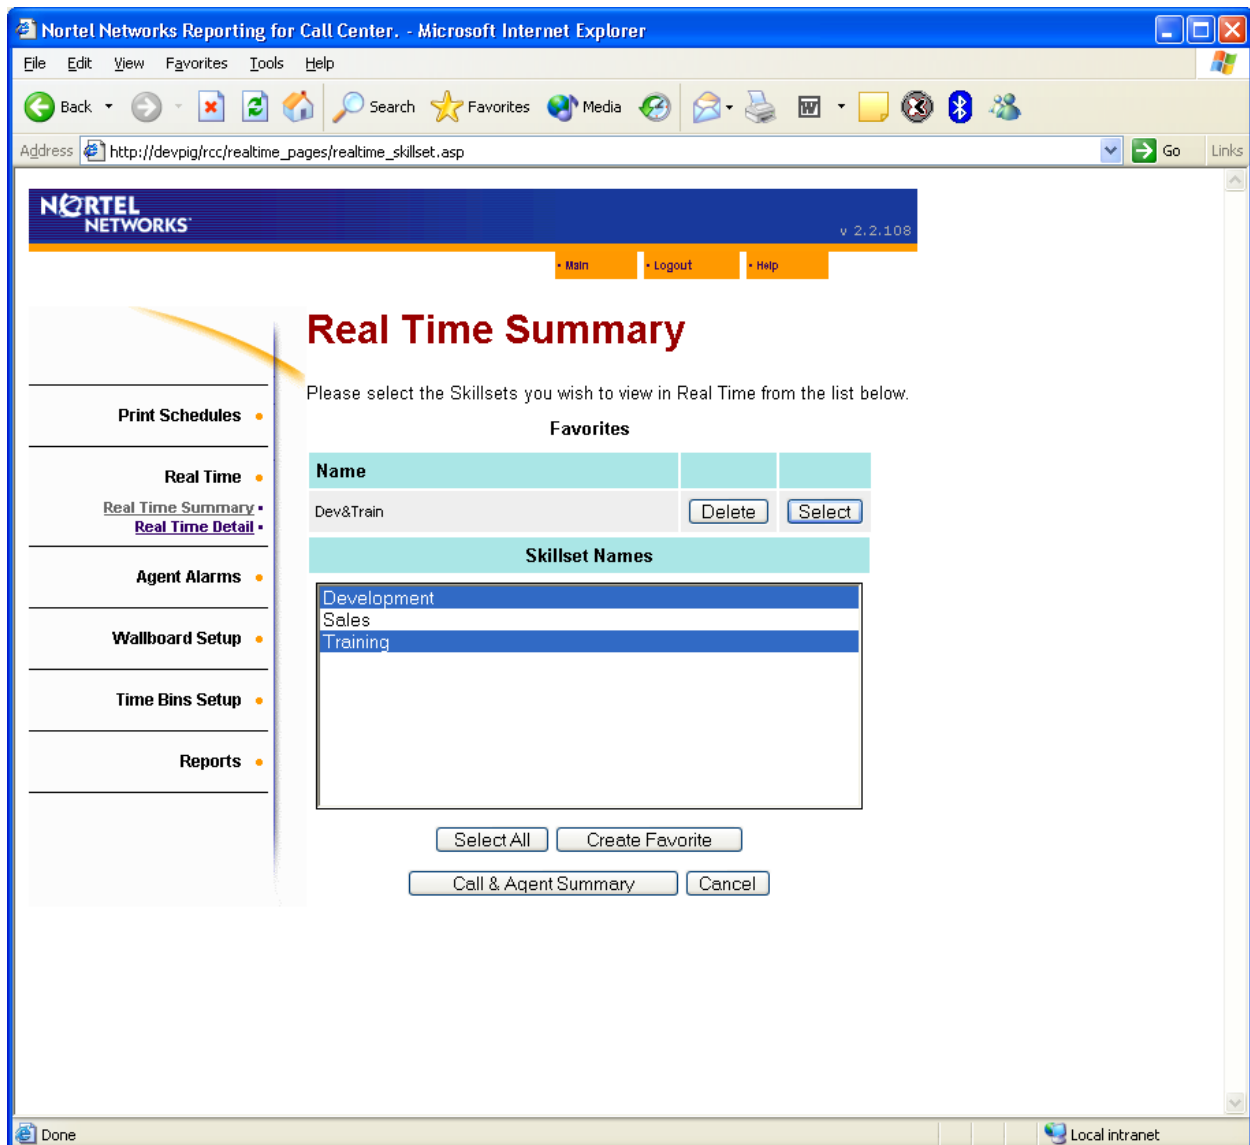 Nortel Networks Reporting for Call Center. - Microsoft Internet Explorer
File Edit View Favorites Tools Help
Back Search Favorites Media
Address http://devpig/rcc/realtime_pages/realtime_skillset.asp Go Links
NORTEL
NETWORKS
v 2.2.108
Main Logout Help
Real Time Summary
Please select the Skillsets you wish to view in Real Time from the list below.
Print Schedules
Real Time
Real Time Summary
Real Time Detail
Agent Alarms
Wallboard Setup
Time Bins Setup
Reports
Favorites
Name
Dev&Train Delete Select
Skillset Names
Development
Sales
Training
Select All Create Favorite
Call & Agent Summary Cancel
Done Local intranet